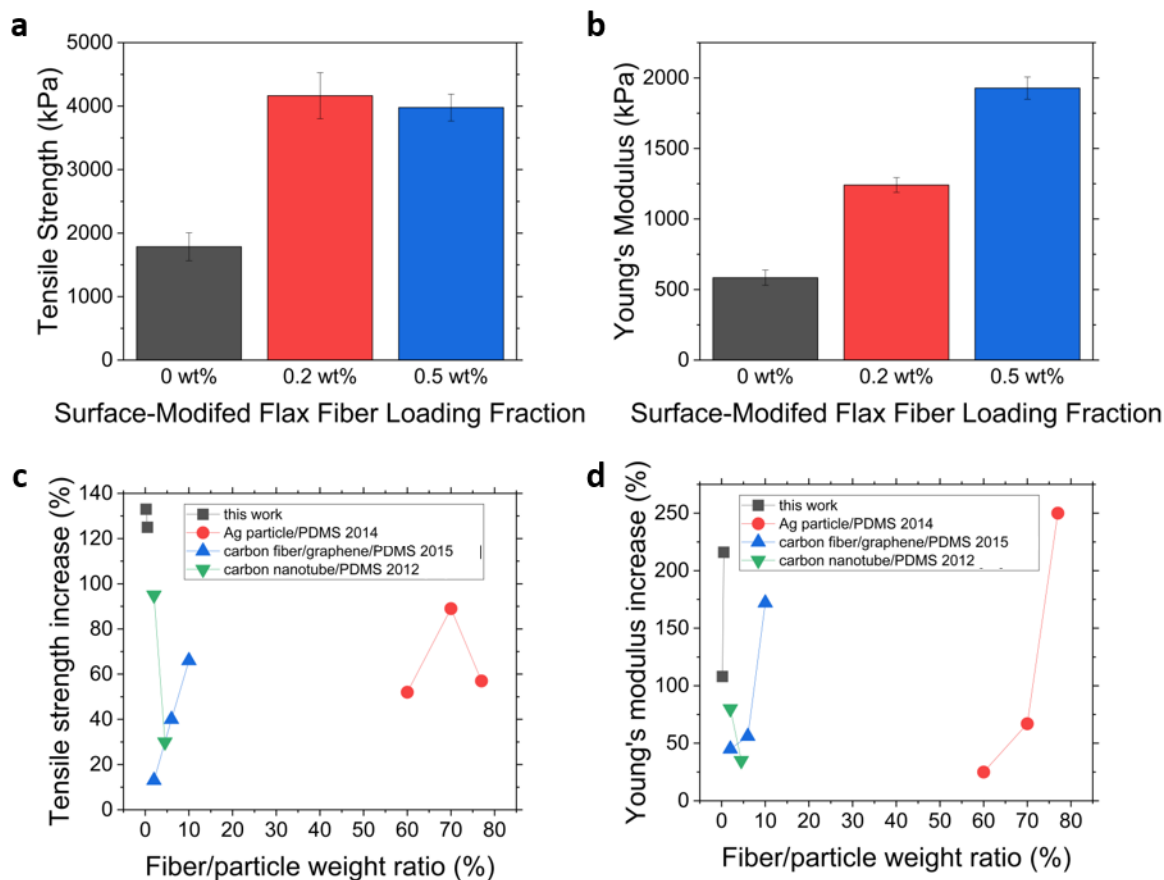 a
5000
4000
3000
2000
1000
0
Tensile Strength (kPa)
0 wt%
0.2 wt%
0.5 wt%
Surface-Modifed Flax Fiber Loading Fraction
b
2000
1500
1000
500
0
Young's Modulus (kPa)
0 wt%
0.2 wt%
0.5 wt%
Surface-Modifed Flax Fiber Loading Fraction
c
140
120
100
80
60
40
20
0
Tensile strength increase (%)
this work
Ag particle/PDMS 2014
carbon fiber/graphene/PDMS 2015
carbon nanotube/PDMS 2012
0 10 20 30 40 50 60 70 80
Fiber/particle weight ratio (%)
d
250
200
150
100
50
0
Young's modulus increase (%)
this work
Ag particle/PDMS 2014
carbon fiber/graphene/PDMS 2015
carbon nanotube/PDMS 2012
0 10 20 30 40 50 60 70 80
Fiber/particle weight ratio (%)